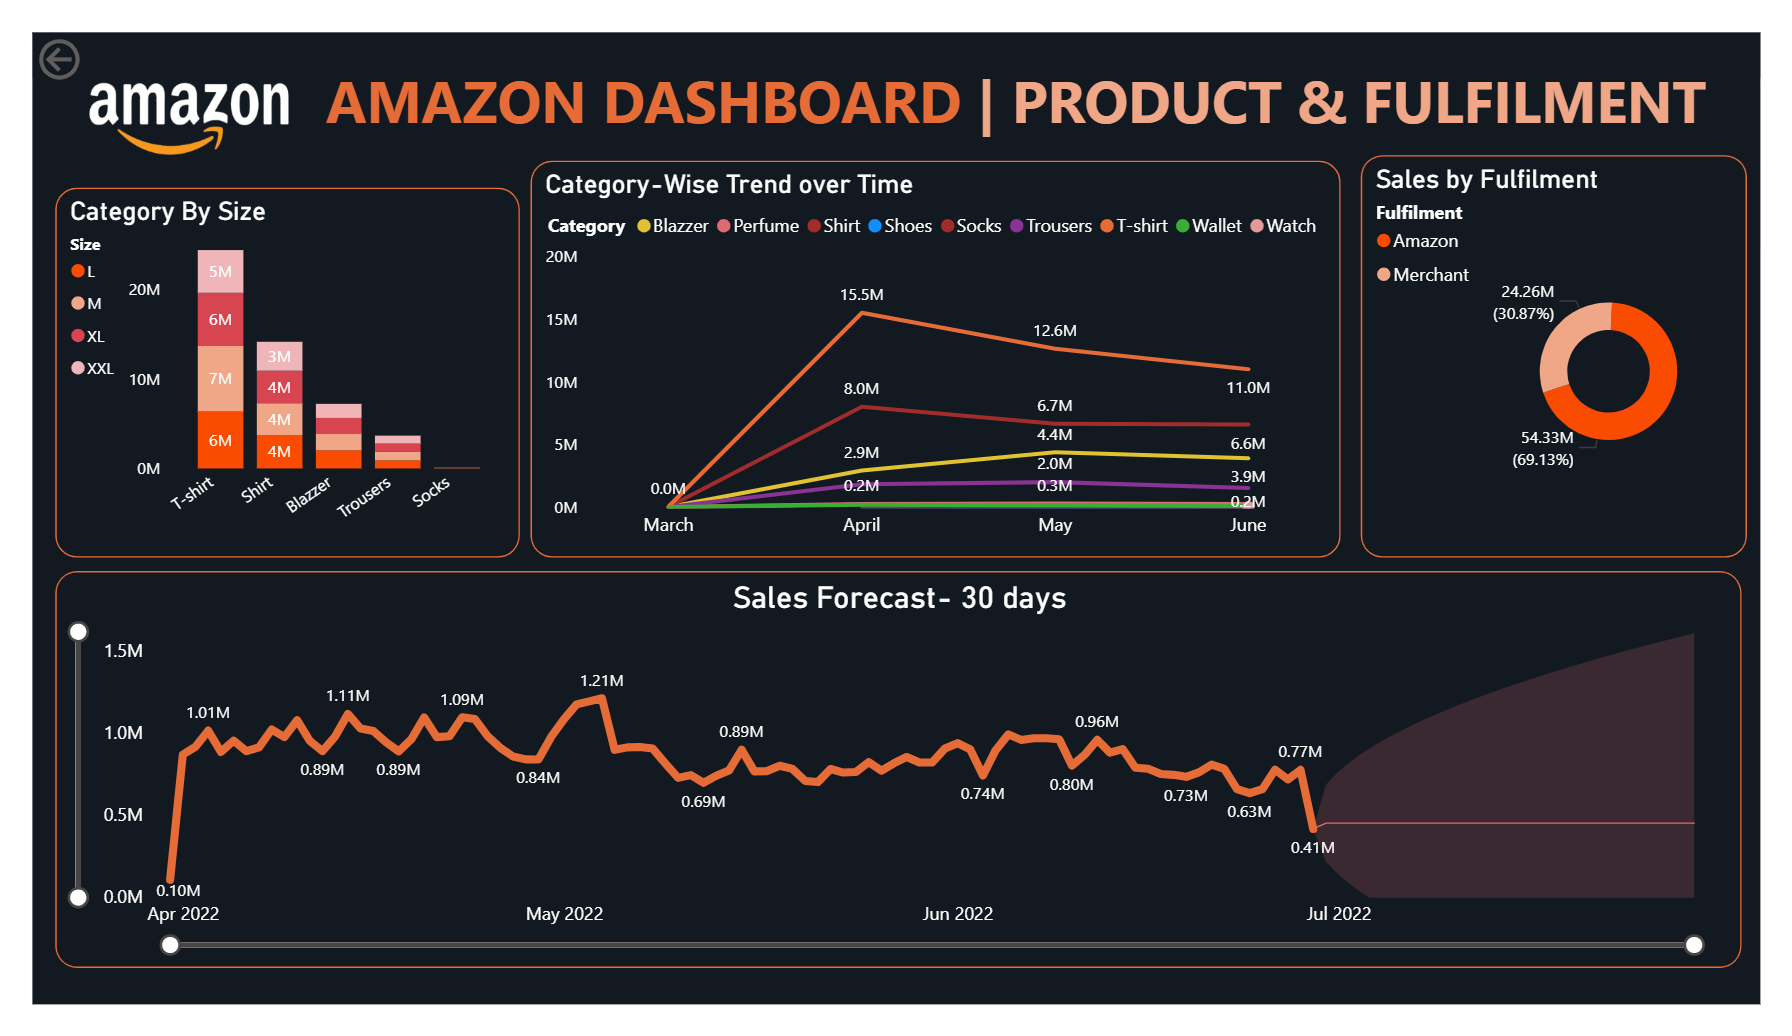 amazon
AMAZON DASHBOARD | PRODUCT & FULFILMENT
Category By Size
Size
L
M
XL
XXL
20M
10M
0M
5M
6M
7M
6M
3M
4M
4M
4M
T-shirt
Shirt
Blazzer
Trousers
Socks
Category-Wise Trend over Time
Category Blazzer Perfume Shirt Shoes Socks Trousers T-shirt Wallet Watch
20M
15M
10M
5M
0M
15.5M
12.6M
11.0M
8.0M
6.7M
6.6M
4.4M
2.9M
2.0M
3.9M
0.0M
0.2M
0.3M
0.2M
March April May June
Sales by Fulfilment
Fulfilment
Amazon
Merchant
24.26M
(30.87%)
54.33M
(69.13%)
Sales Forecast- 30 days
1.5M
1.0M
0.5M
0.0M
0.10M
1.01M
0.89M
1.11M
0.89M
1.09M
0.84M
1.21M
0.69M
0.89M
0.74M
0.80M
0.96M
0.73M
0.63M
0.77M
0.41M
Apr 2022 May 2022 Jun 2022 Jul 2022